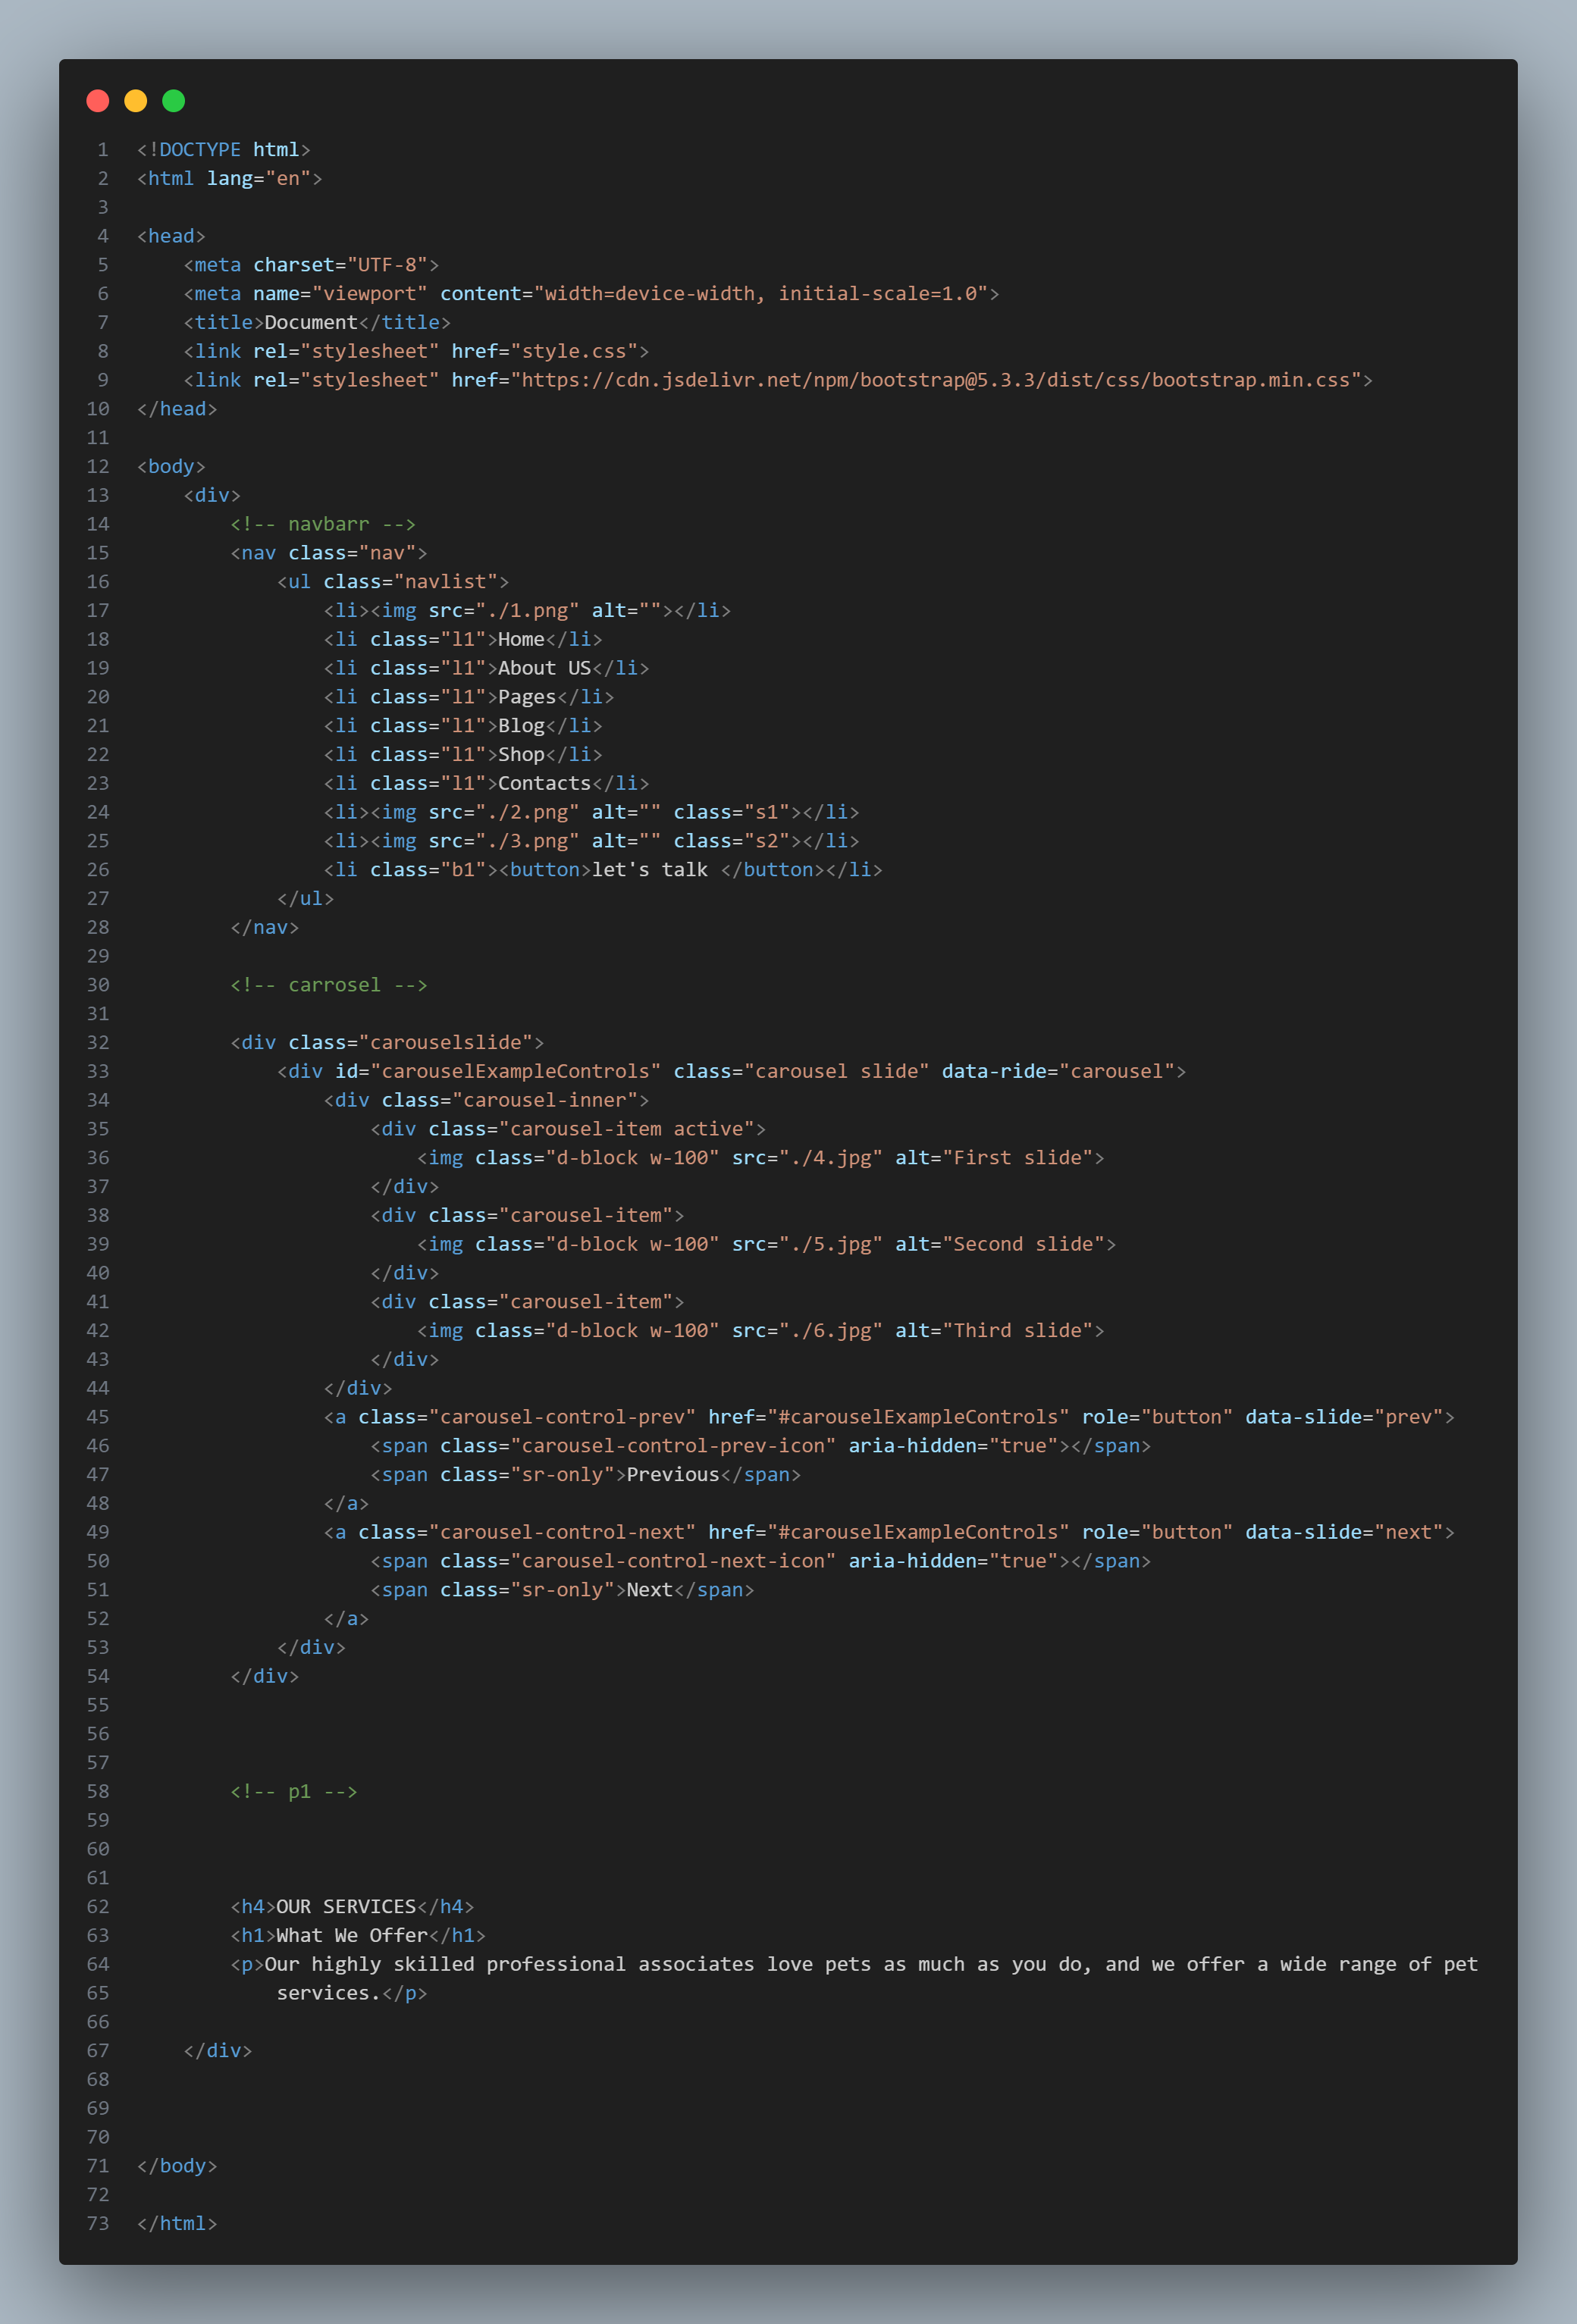 1 <!DOCTYPE html>
2 <html lang="en">
3
4 <head>
5     <meta charset="UTF-8">
6     <meta name="viewport" content="width=device-width, initial-scale=1.0">
7     <title>Document</title>
8     <link rel="stylesheet" href="style.css">
9     <link rel="stylesheet" href="https://cdn.jsdelivr.net/npm/bootstrap@5.3.3/dist/css/bootstrap.min.css">
10 </head>
11
12 <body>
13     <div>
14         <!-- navbarr -->
15         <nav class="nav">
16             <ul class="navlist">
17                 <li><img src="./1.png" alt=""></li>
18                 <li class="l1">Home</li>
19                 <li class="l1">About US</li>
20                 <li class="l1">Pages</li>
21                 <li class="l1">Blog</li>
22                 <li class="l1">Shop</li>
23                 <li class="l1">Contacts</li>
24                 <li><img src="./2.png" alt="" class="s1"></li>
25                 <li><img src="./3.png" alt="" class="s2"></li>
26                 <li class="b1"><button>let's talk </button></li>
27             </ul>
28         </nav>
29
30         <!-- carrosel -->
31
32         <div class="carouselslide">
33             <div id="carouselExampleControls" class="carousel slide" data-ride="carousel">
34                 <div class="carousel-inner">
35                     <div class="carousel-item active">
36                         <img class="d-block w-100" src="./4.jpg" alt="First slide">
37                     </div>
38                     <div class="carousel-item">
39                         <img class="d-block w-100" src="./5.jpg" alt="Second slide">
40                     </div>
41                     <div class="carousel-item">
42                         <img class="d-block w-100" src="./6.jpg" alt="Third slide">
43                     </div>
44                 </div>
45                 <a class="carousel-control-prev" href="#carouselExampleControls" role="button" data-slide="prev">
46                     <span class="carousel-control-prev-icon" aria-hidden="true"></span>
47                     <span class="sr-only">Previous</span>
48                 </a>
49                 <a class="carousel-control-next" href="#carouselExampleControls" role="button" data-slide="next">
50                     <span class="carousel-control-next-icon" aria-hidden="true"></span>
51                     <span class="sr-only">Next</span>
52                 </a>
53             </div>
54         </div>
55
56
57
58         <!-- p1 -->
59
60
61
62         <h4>OUR SERVICES</h4>
63         <h1>What We Offer</h1>
64         <p>Our highly skilled professional associates love pets as much as you do, and we offer a wide range of pet
65             services.</p>
66
67     </div>
68
69
70
71 </body>
72
73 </html>